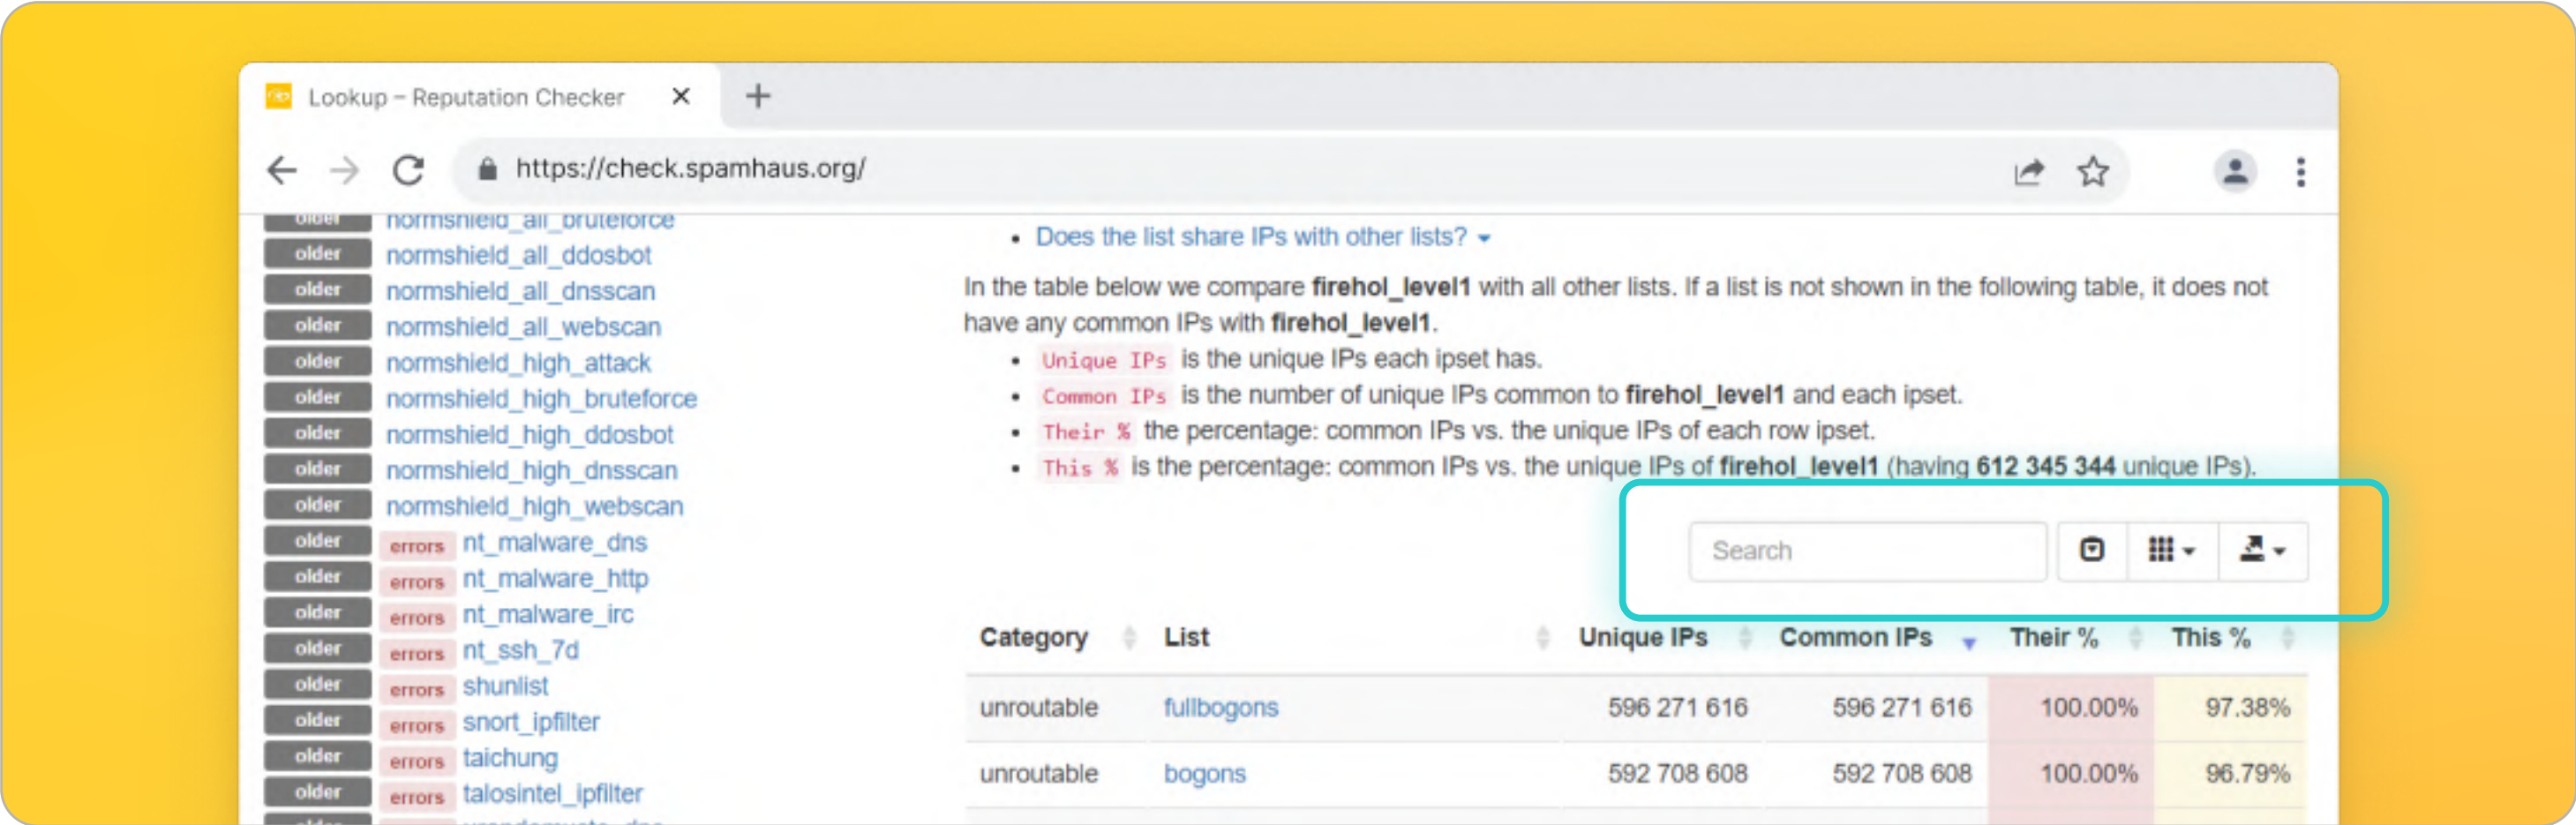 Lookup – Reputation Checker
https://check.spamhaus.org/
older normshield_all_bruteforce
older normshield_all_ddosbot
older normshield_all_dnsscan
older normshield_all_webscan
older normshield_high_attack
older normshield_high_bruteforce
older normshield_high_ddosbot
older normshield_high_dnsscan
older normshield_high_webscan
older errors nt_malware_dns
older errors nt_malware_http
older errors nt_malware_irc
older errors nt_ssh_7d
older errors shunlist
older errors snort_ipfilter
older errors taichung
older errors talosintel_ipfilter
older
• Does the list share IPs with other lists?
In the table below we compare firehol_level1 with all other lists. If a list is not shown in the following table, it does not
have any common IPs with firehol_level1.
• Unique IPs is the unique IPs each ipset has.
• Common IPs is the number of unique IPs common to firehol_level1 and each ipset.
• Their % the percentage: common IPs vs. the unique IPs of each row ipset.
• This % is the percentage: common IPs vs. the unique IPs of firehol_level1 (having 612 345 344 unique IPs).
Search
Category List Unique IPs Common IPs Their % This %
unroutable fullbogons 596 271 616 596 271 616 100.00% 97.38%
unroutable bogons 592 708 608 592 708 608 100.00% 96.79%